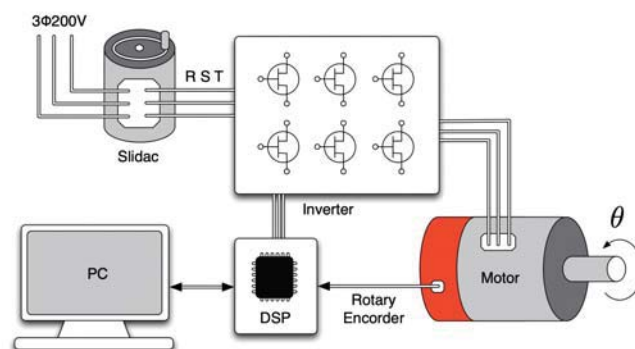 3Φ200V
R S T
Slidac
Inverter
θ
PC
DSP
Rotary
Encorder
Motor